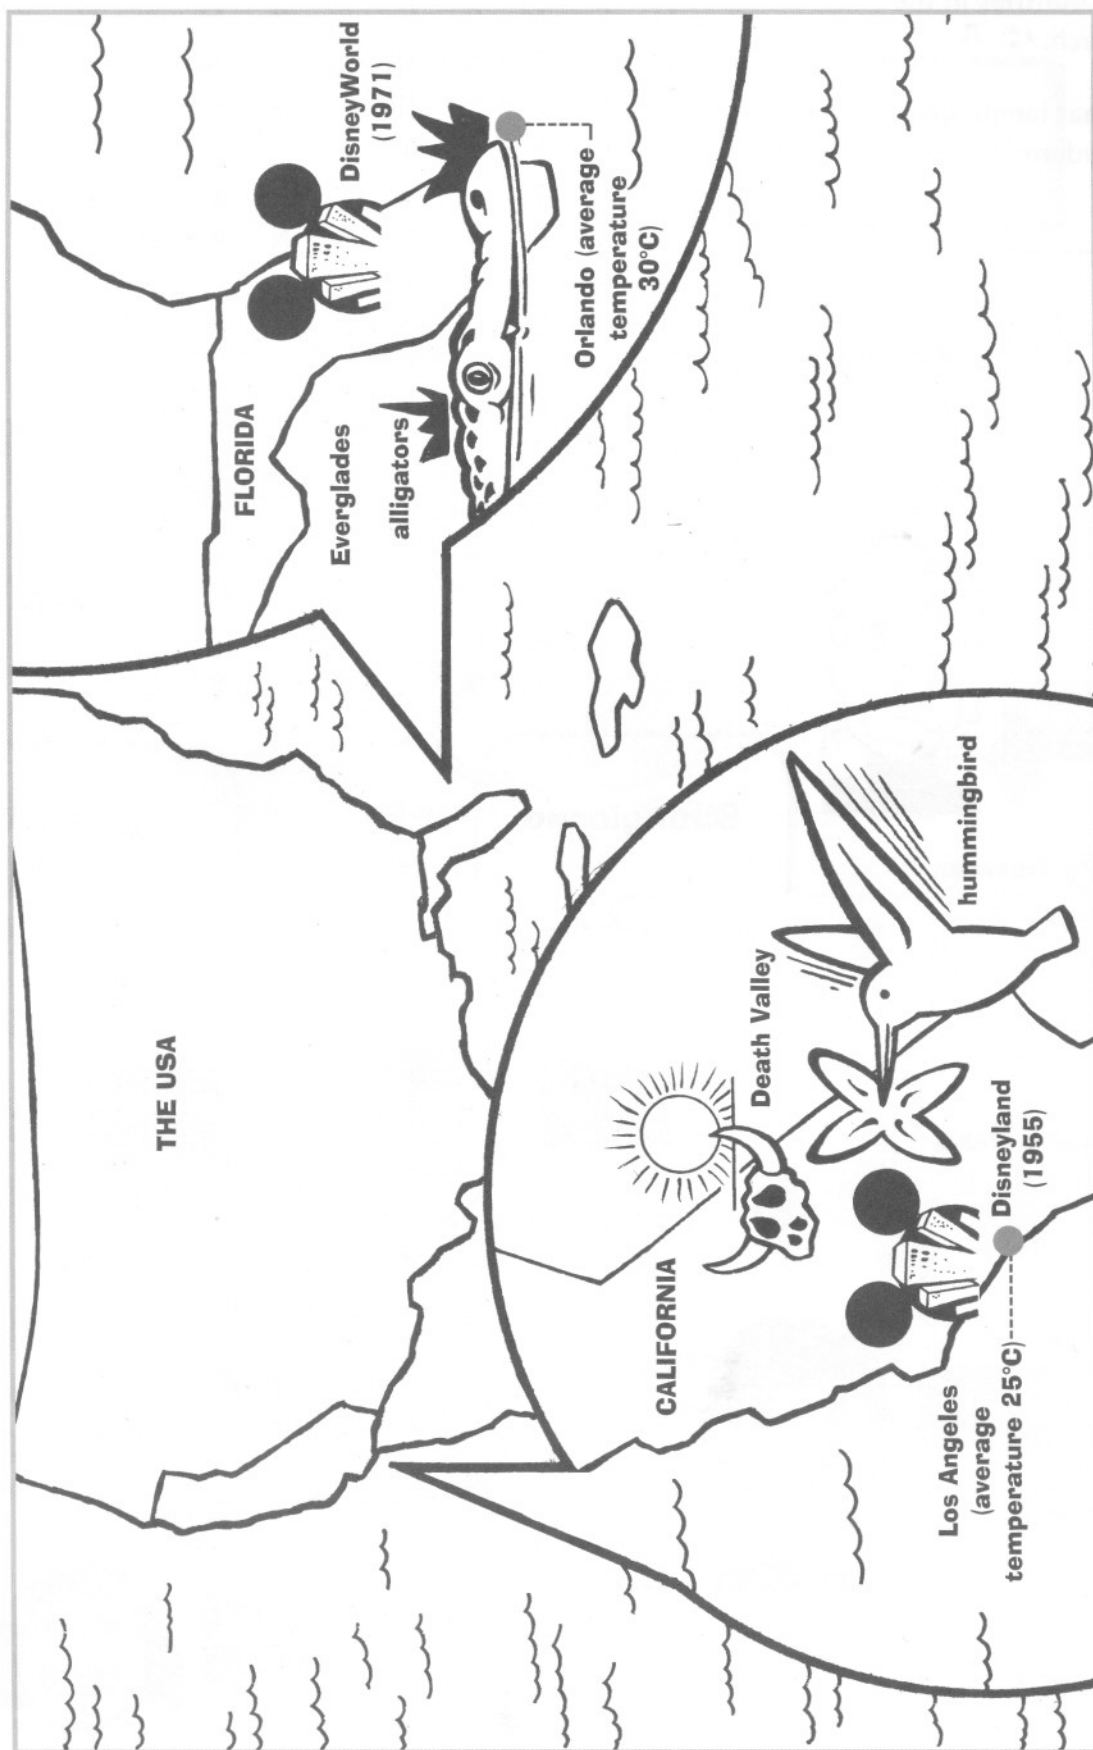 THE USA
FLORIDA
Everglades
alligators
DisneyWorld
(1971)
Orlando (average
temperature
30°C)
CALIFORNIA
Death Valley
hummingbird
Disneyland
(1955)
Los Angeles
(average
temperature 25°C)